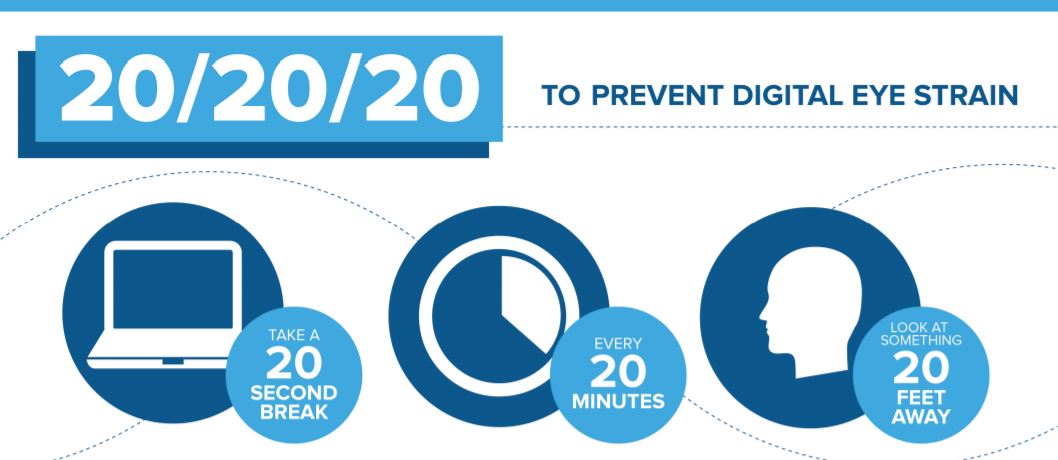 20/20/20
TO PREVENT DIGITAL EYE STRAIN
TAKE A
20
SECOND
BREAK
EVERY
20
MINUTES
LOOK AT
SOMETHING
20
FEET
AWAY